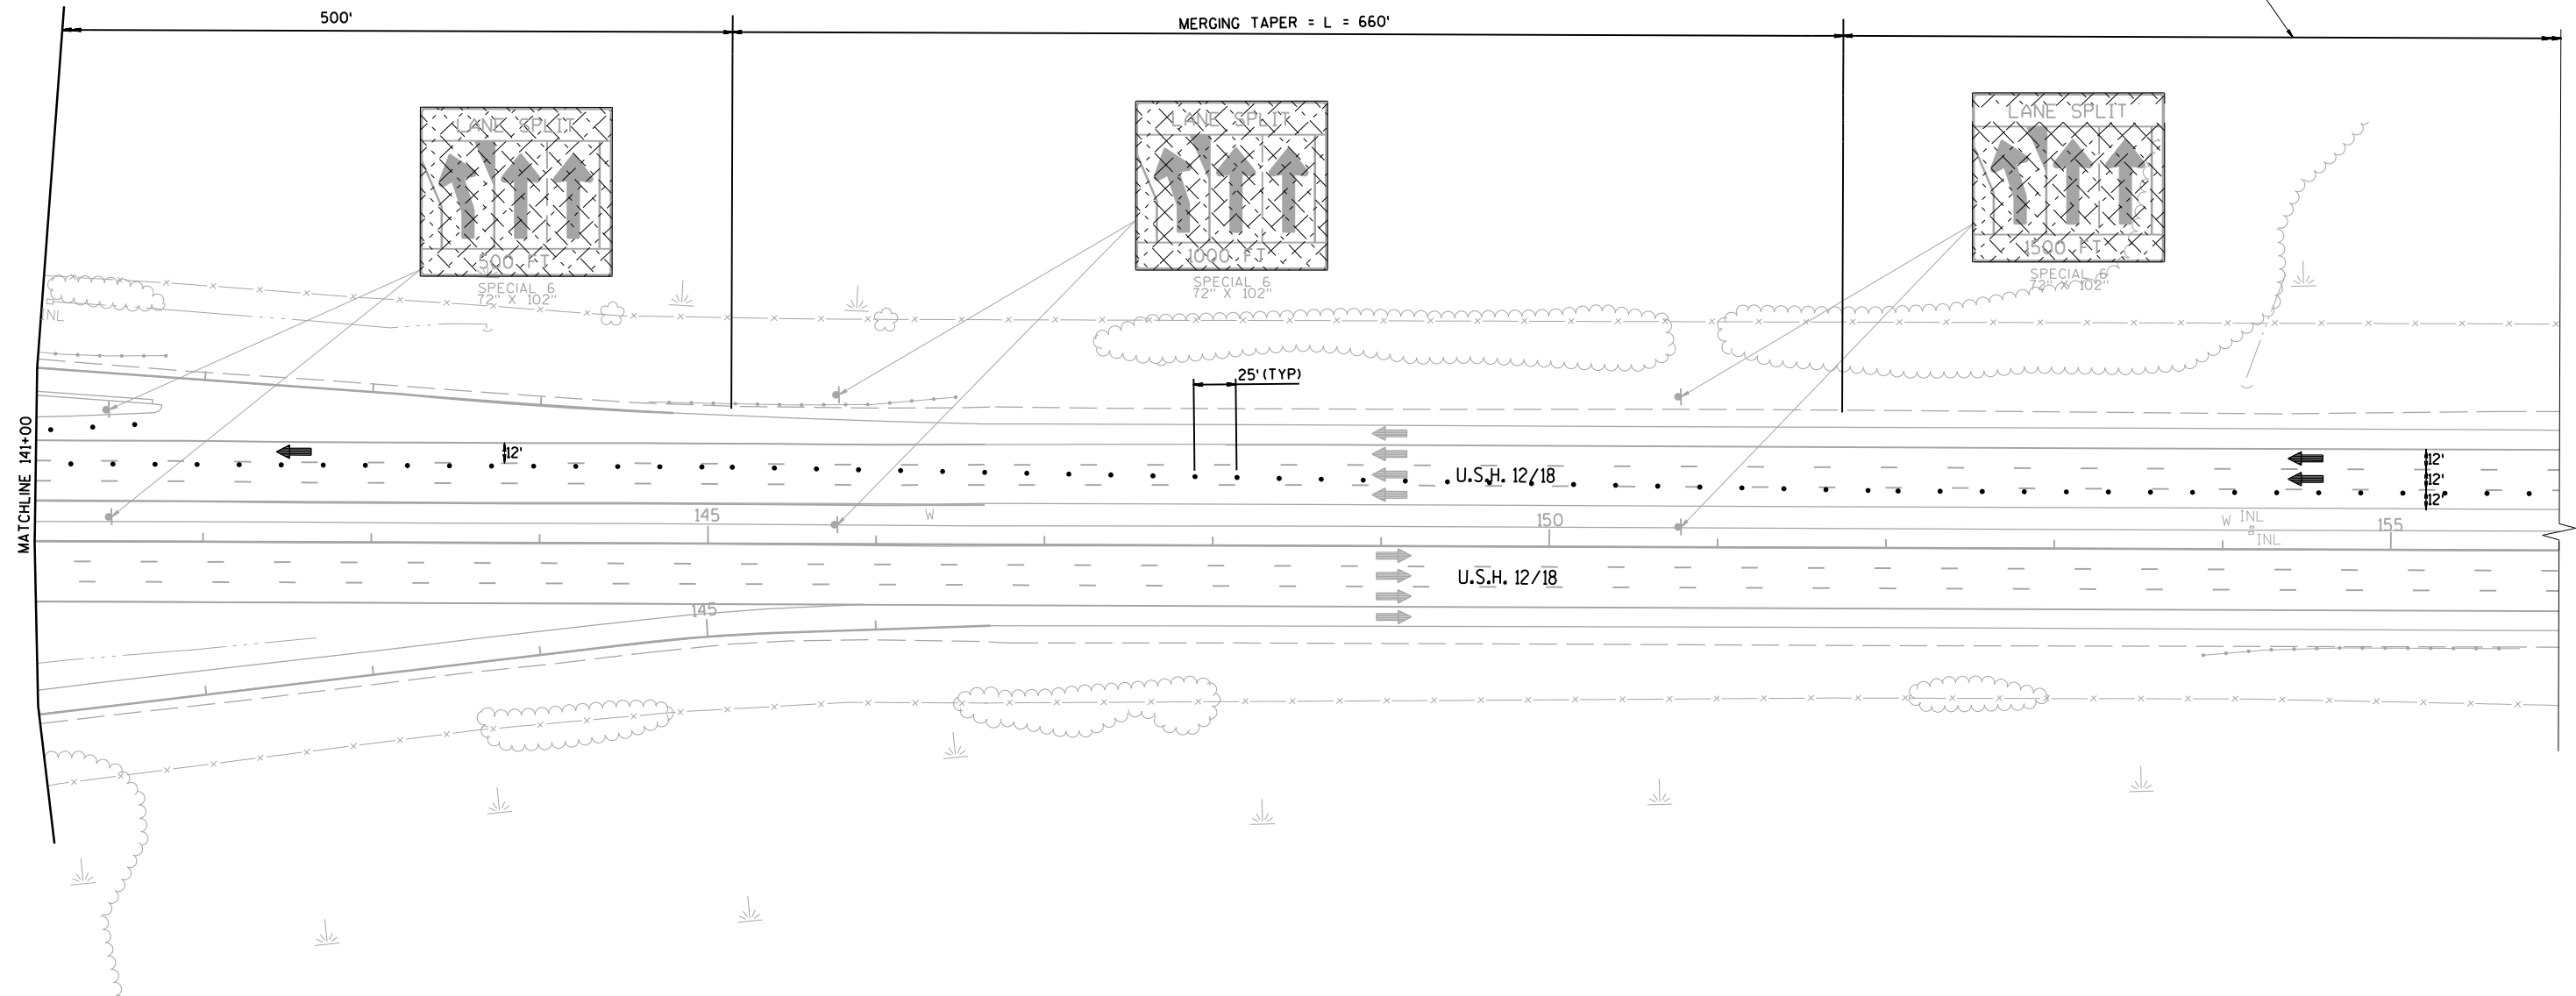 500'
MERGING TAPER = L = 660'
LANE SPLIT
500 FT
SPECIAL 6
72" X 102"
LANE SPLIT
1000 FT
SPECIAL 6
72" X 102"
LANE SPLIT
1500 FT
SPECIAL 6
72" X 102"
INL
25' (TYP)
MATCHLINE 141+00
12'
U.S.H. 12/18
12'
12'
12'
145
W
150
W
INL
INL
155
U.S.H. 12/18
145